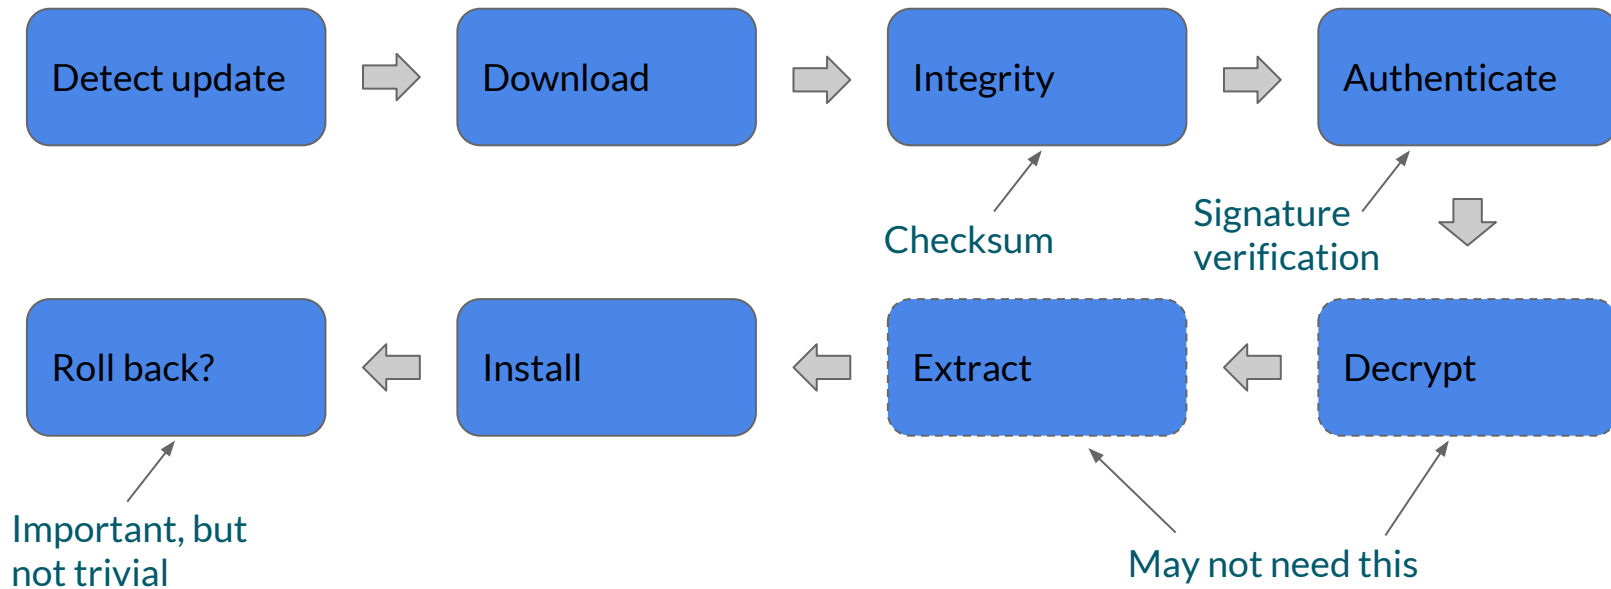 Detect update
Download
Integrity
Authenticate
Checksum
Signature
verification
Roll back?
Install
Extract
Decrypt
Important, but
not trivial
May not need this